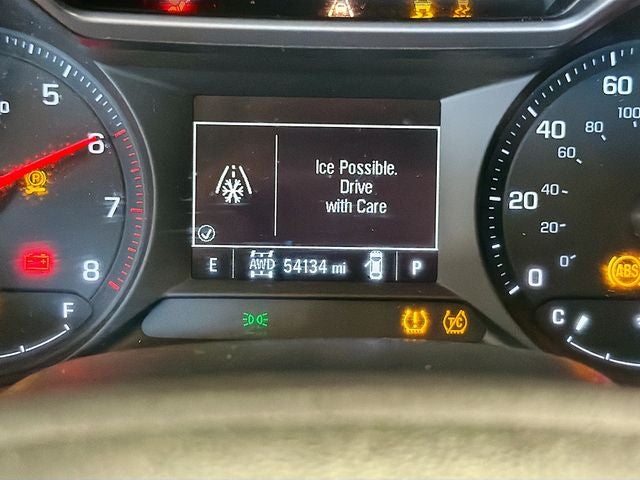 5
6
7
8
F
Ice Possible.
Drive
with Care
E
AWD
54134 mi
P
TC
60
40
20
0
100
80
60
40
20
0
ABS
C